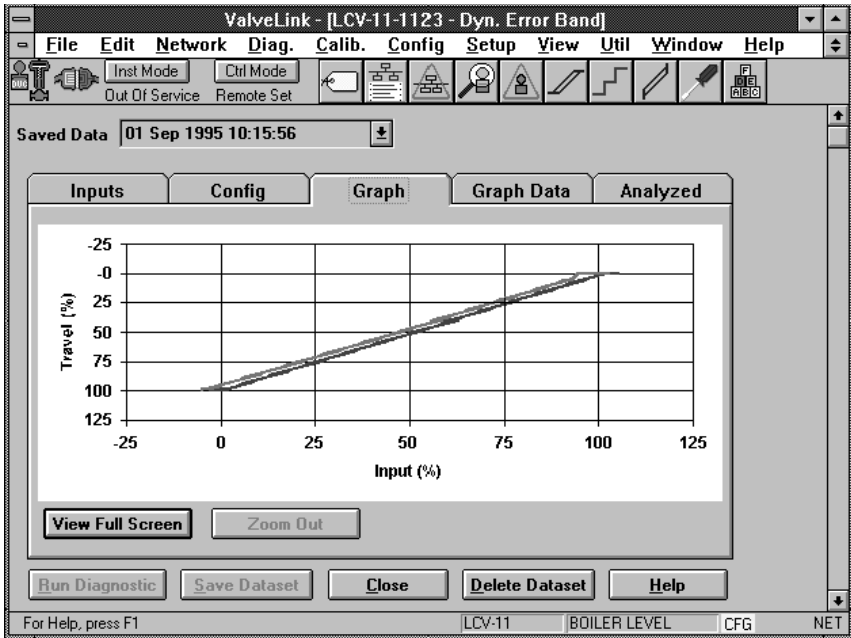 ValveLink - [LCV-11-1123 - Dyn. Error Band]
File Edit Network Diag. Calib. Config Setup View Util Window Help
Inst Mode Ctrl Mode
Out Of Service Remote Set
DVC
F
DE
ABC
Saved Data 01 Sep 1995 10:15:56
Inputs Config Graph Graph Data Analyzed
-25
-0
25
50
75
100
125
Travel (%)
-25 0 25 50 75 100 125
Input (%)
View Full Screen Zoom Out
Run Diagnostic Save Dataset Close Delete Dataset Help
For Help, press F1 LCV-11 BOILER LEVEL CFG NET